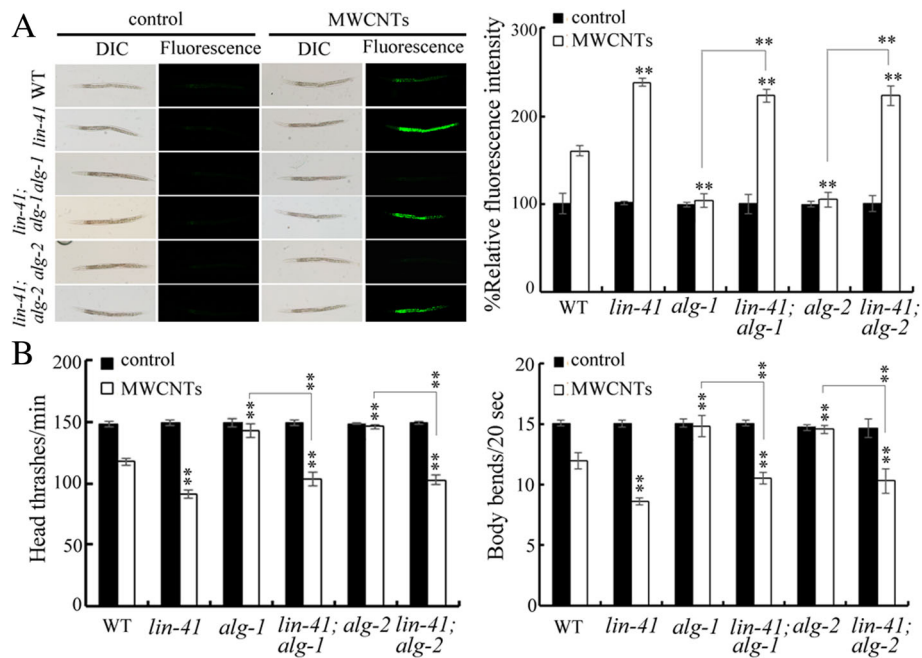 A
control
MWCNTs
DIC
Fluorescence
DIC
Fluorescence
WT
lin-41
alg-1
lin-41;
alg-1
alg-2
lin-41;
alg-2
control
MWCNTs
%Relative fluorescence intensity
300
200
100
0
**
**
**
**
**
**
**
WT
lin-41
alg-1
lin-41;
alg-1
alg-2
lin-41;
alg-2
B
control
MWCNTs
Head thrashes/min
200
150
100
50
0
**
**
**
**
**
**
**
WT
lin-41
alg-1
lin-41;
alg-1
alg-2
lin-41;
alg-2
control
MWCNTs
Body bends/20 sec
20
15
10
5
0
**
**
**
**
**
**
**
WT
lin-41
alg-1
lin-41;
alg-1
alg-2
lin-41;
alg-2